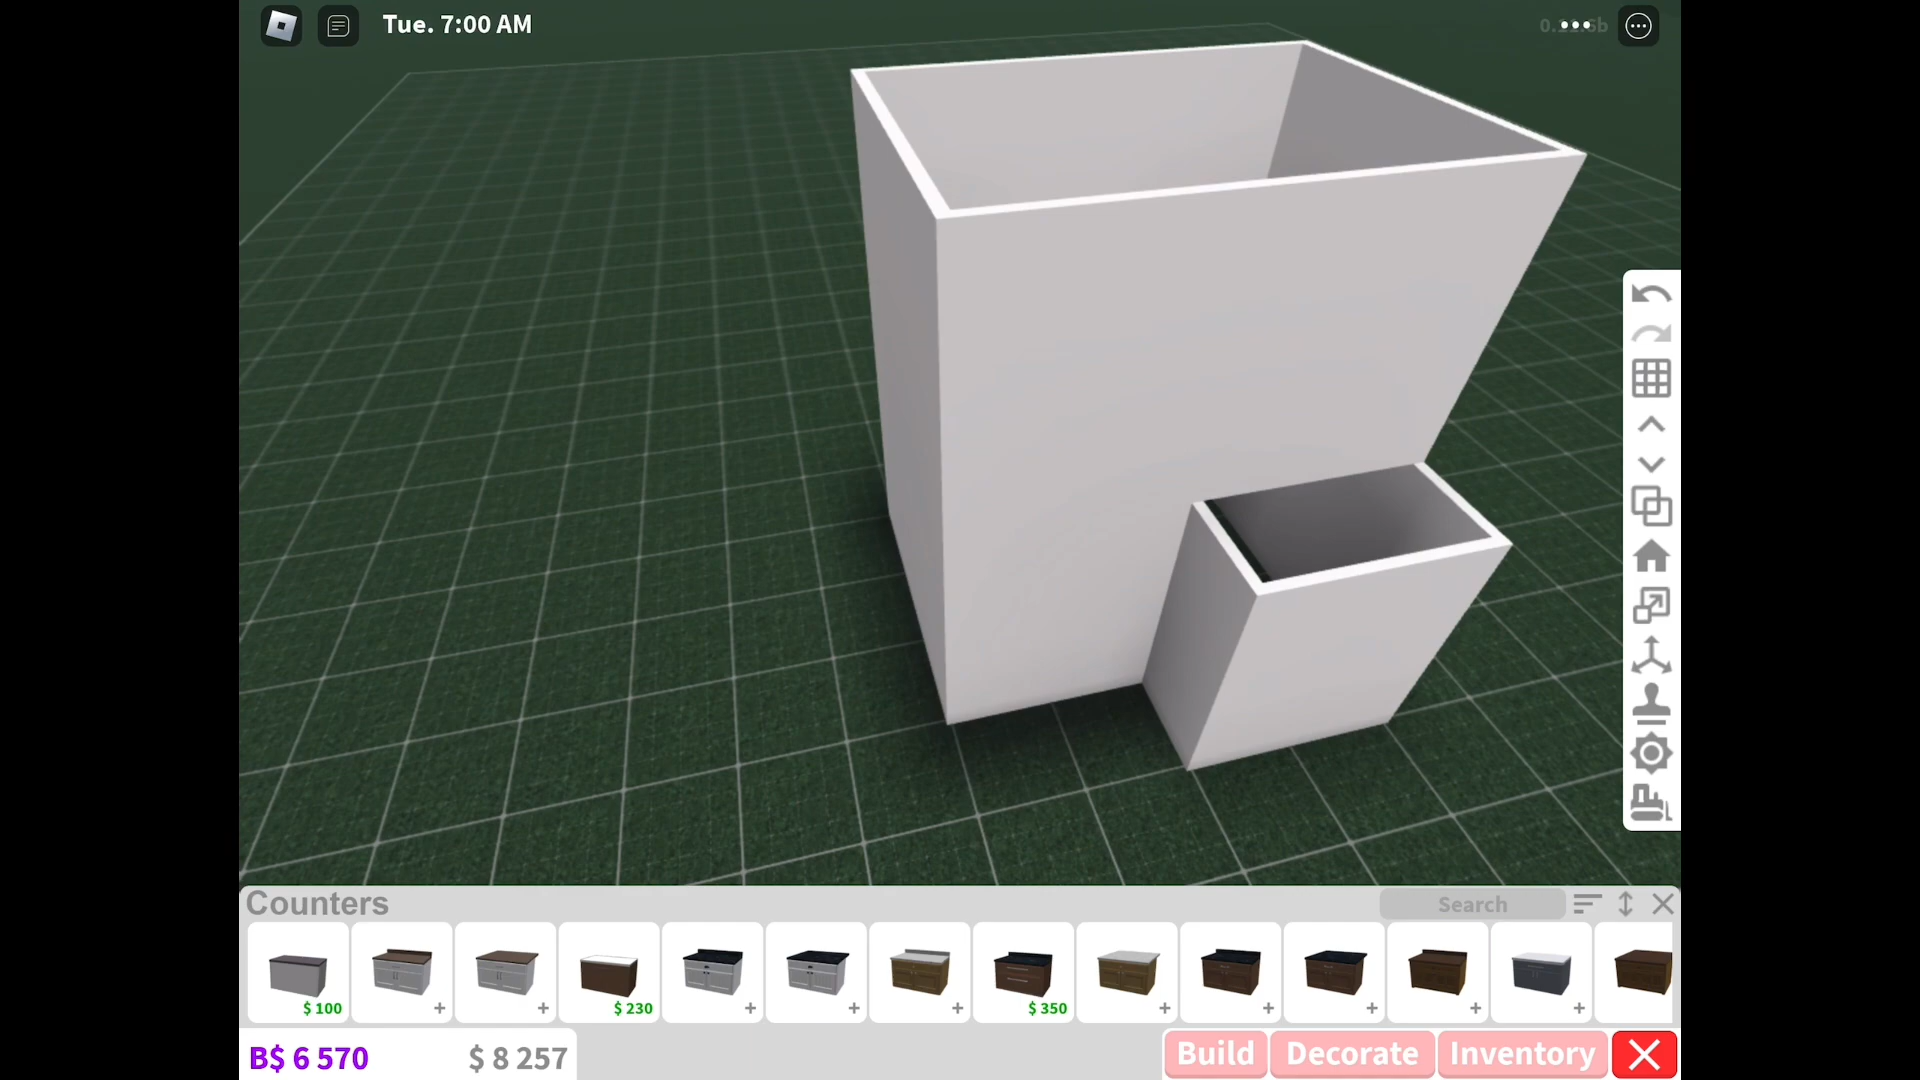 Tue. 7:00 AM
Counters
Search
$ 100
$ 230
$ 350
B$ 6 570
$ 8 257
Build
Decorate
Inventory